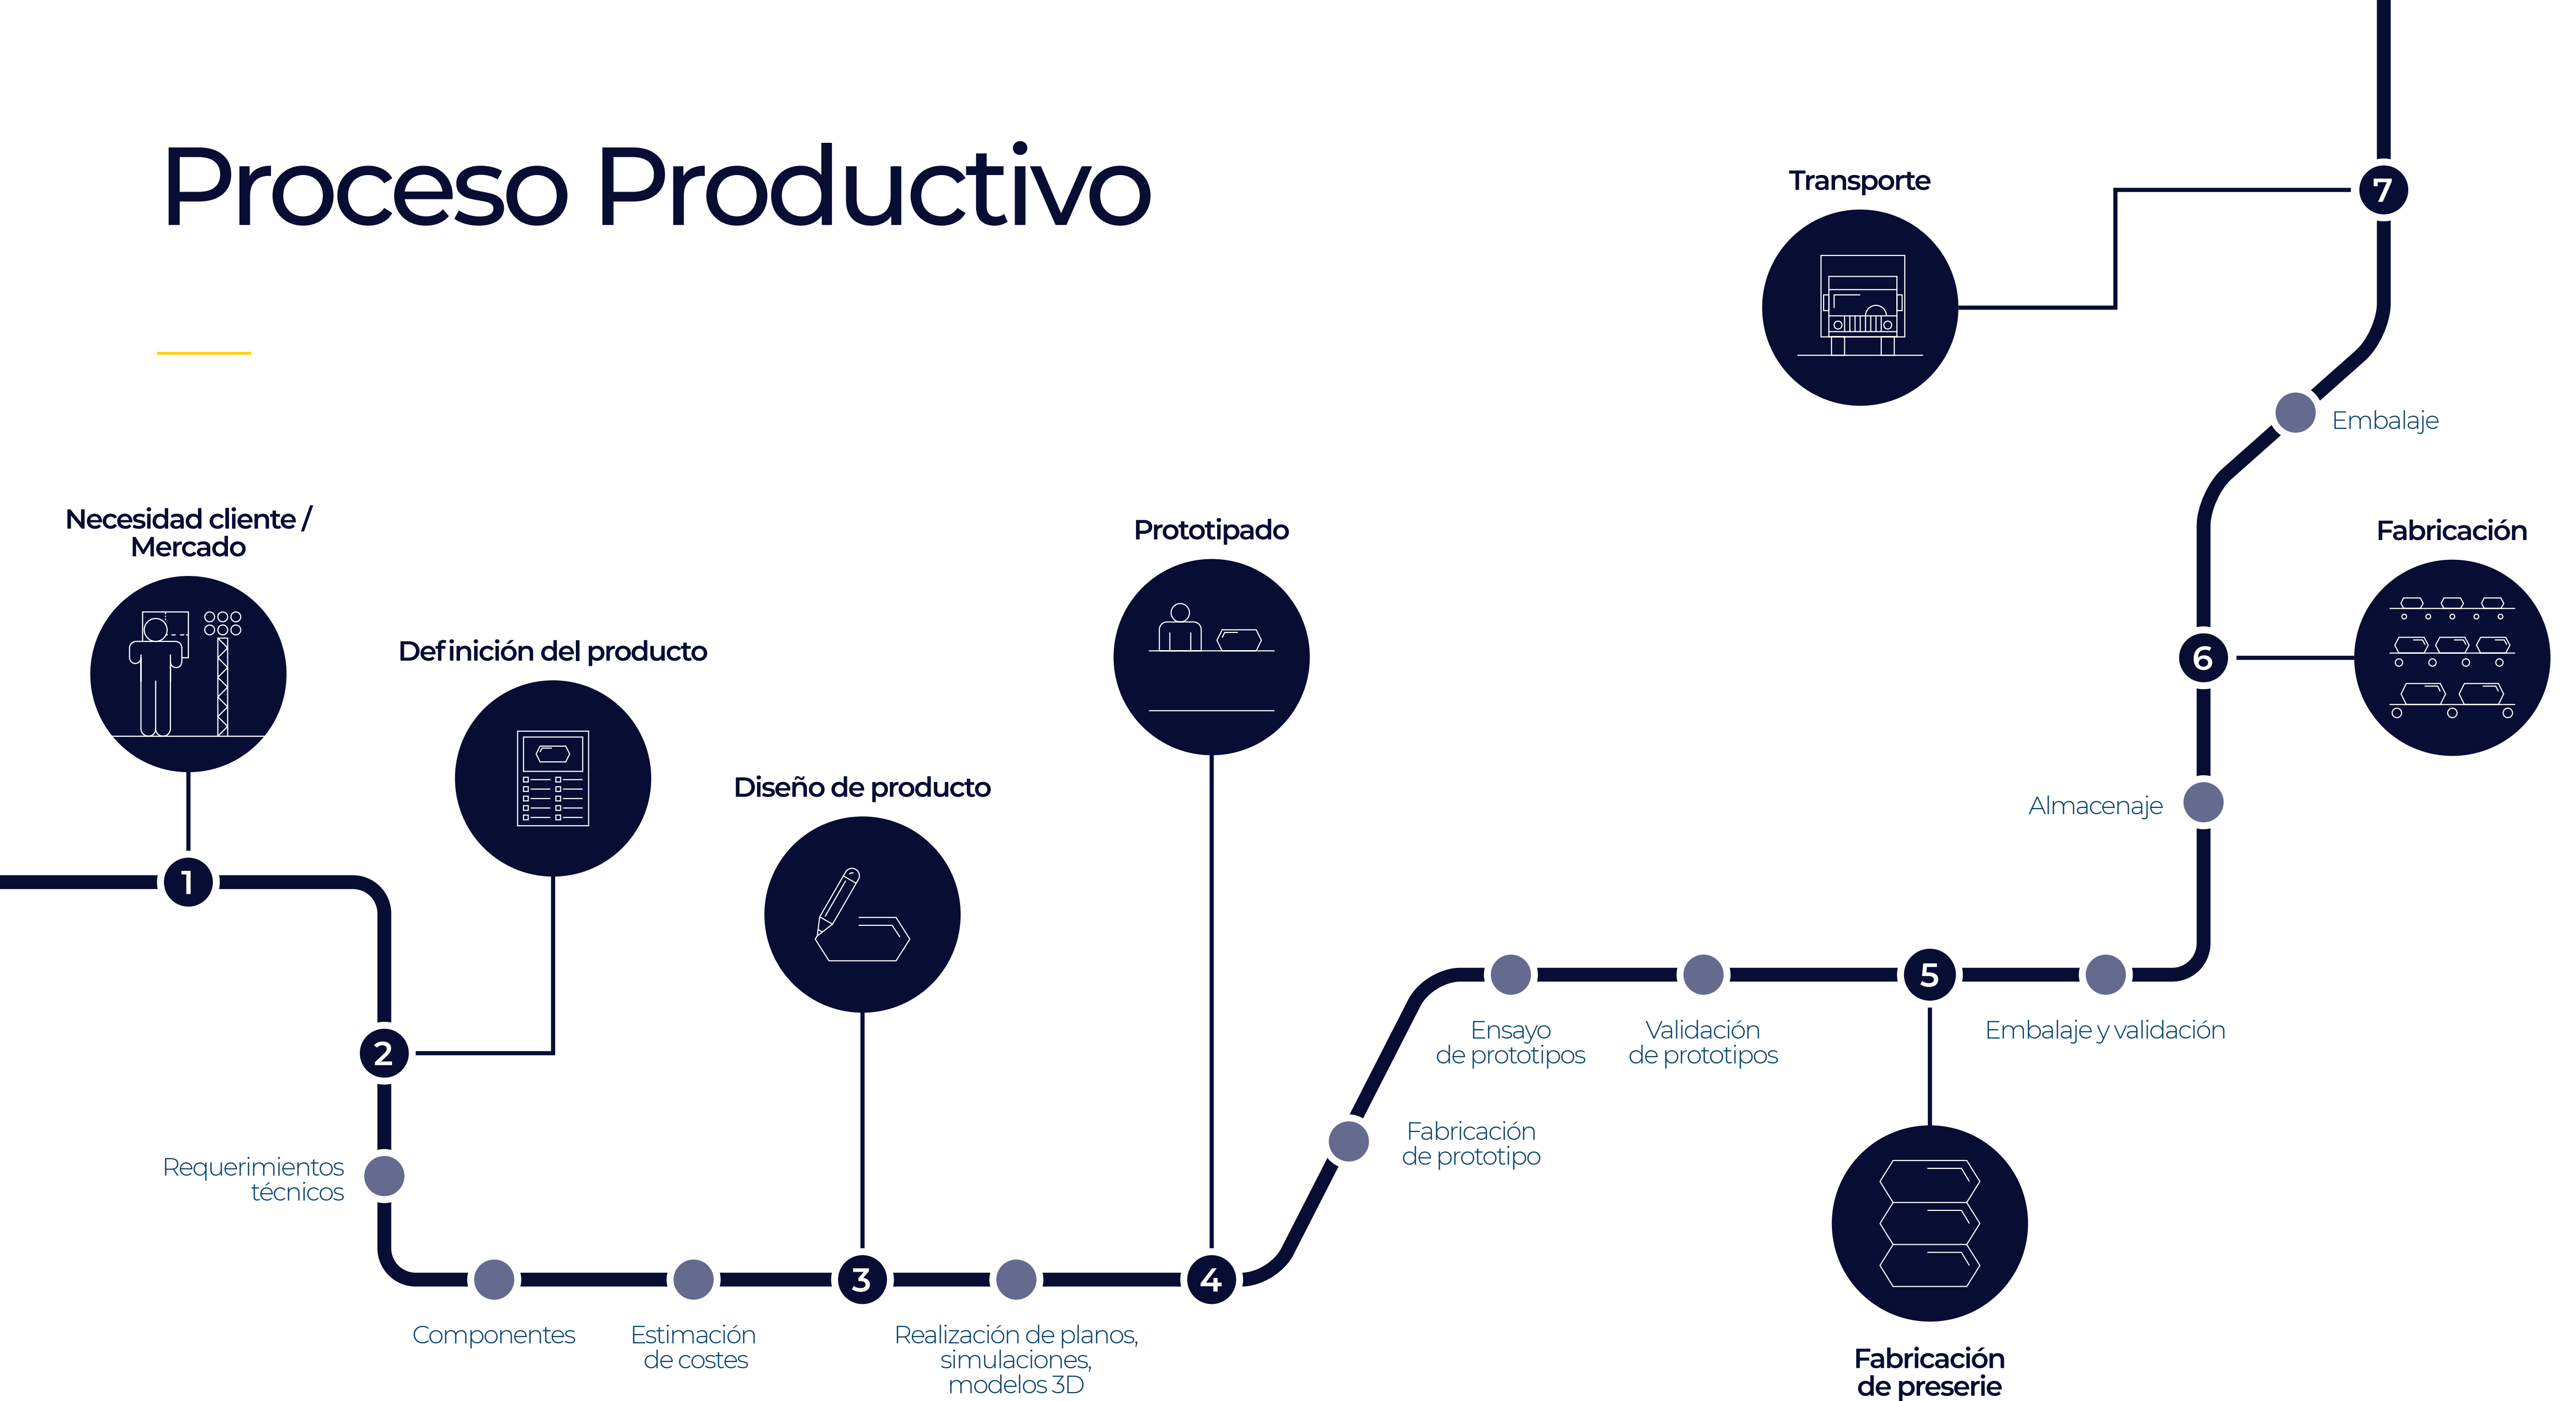 Proceso Productivo
Necesidad cliente /
Mercado
1
Definición del producto
2
Requerimientos
técnicos
Componentes
Estimación
de costes
Diseño de producto
3
Realización de planos,
simulaciones,
modelos 3D
Prototipado
4
Fabricación
de prototipo
Ensayo
de prototipos
Validación
de prototipos
5
Fabricación
de preserie
Embalaje y validación
Almacenaje
6
Fabricación
Embalaje
7
Transporte